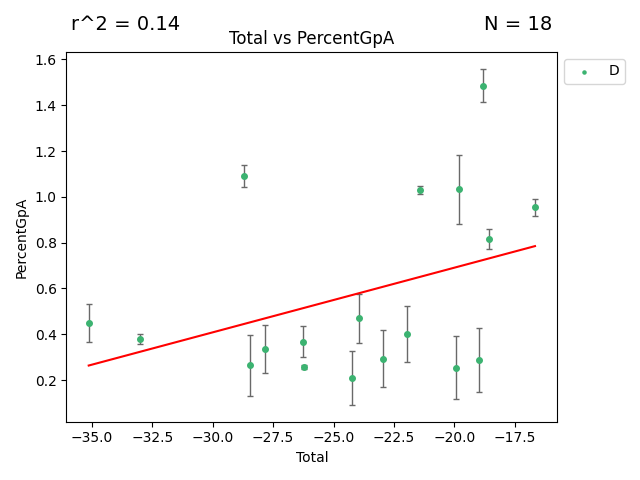 r^2 = 0.14
N = 18
Total vs PercentGpA
D
PercentGpA
1.6
1.4
1.2
1.0
0.8
0.6
0.4
0.2
−35.0 −32.5 −30.0 −27.5 −25.0 −22.5 −20.0 −17.5
Total